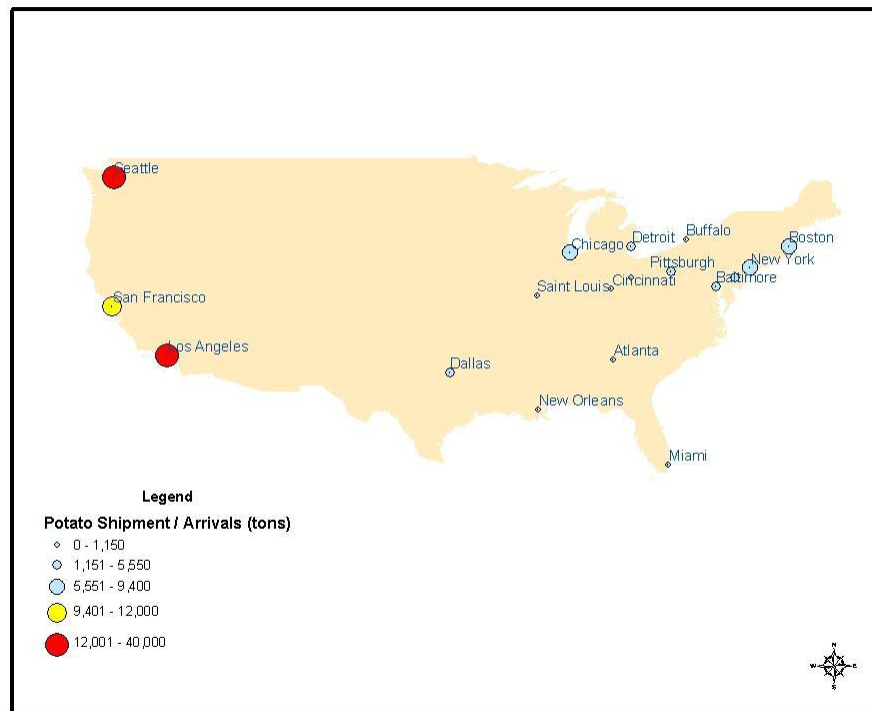 Seattle
Buffalo
Detroit
Boston
Chicago
New York
Pittsburgh
Baltimore
Cincinnati
Saint Louis
San Francisco
Los Angeles
Atlanta
Dallas
New Orleans
Miami
Legend
Potato Shipment / Arrivals (tons)
0 - 1,150
1,151 - 5,550
5,551 - 9,400
9,401 - 12,000
12,001 - 40,000
N
W E
S